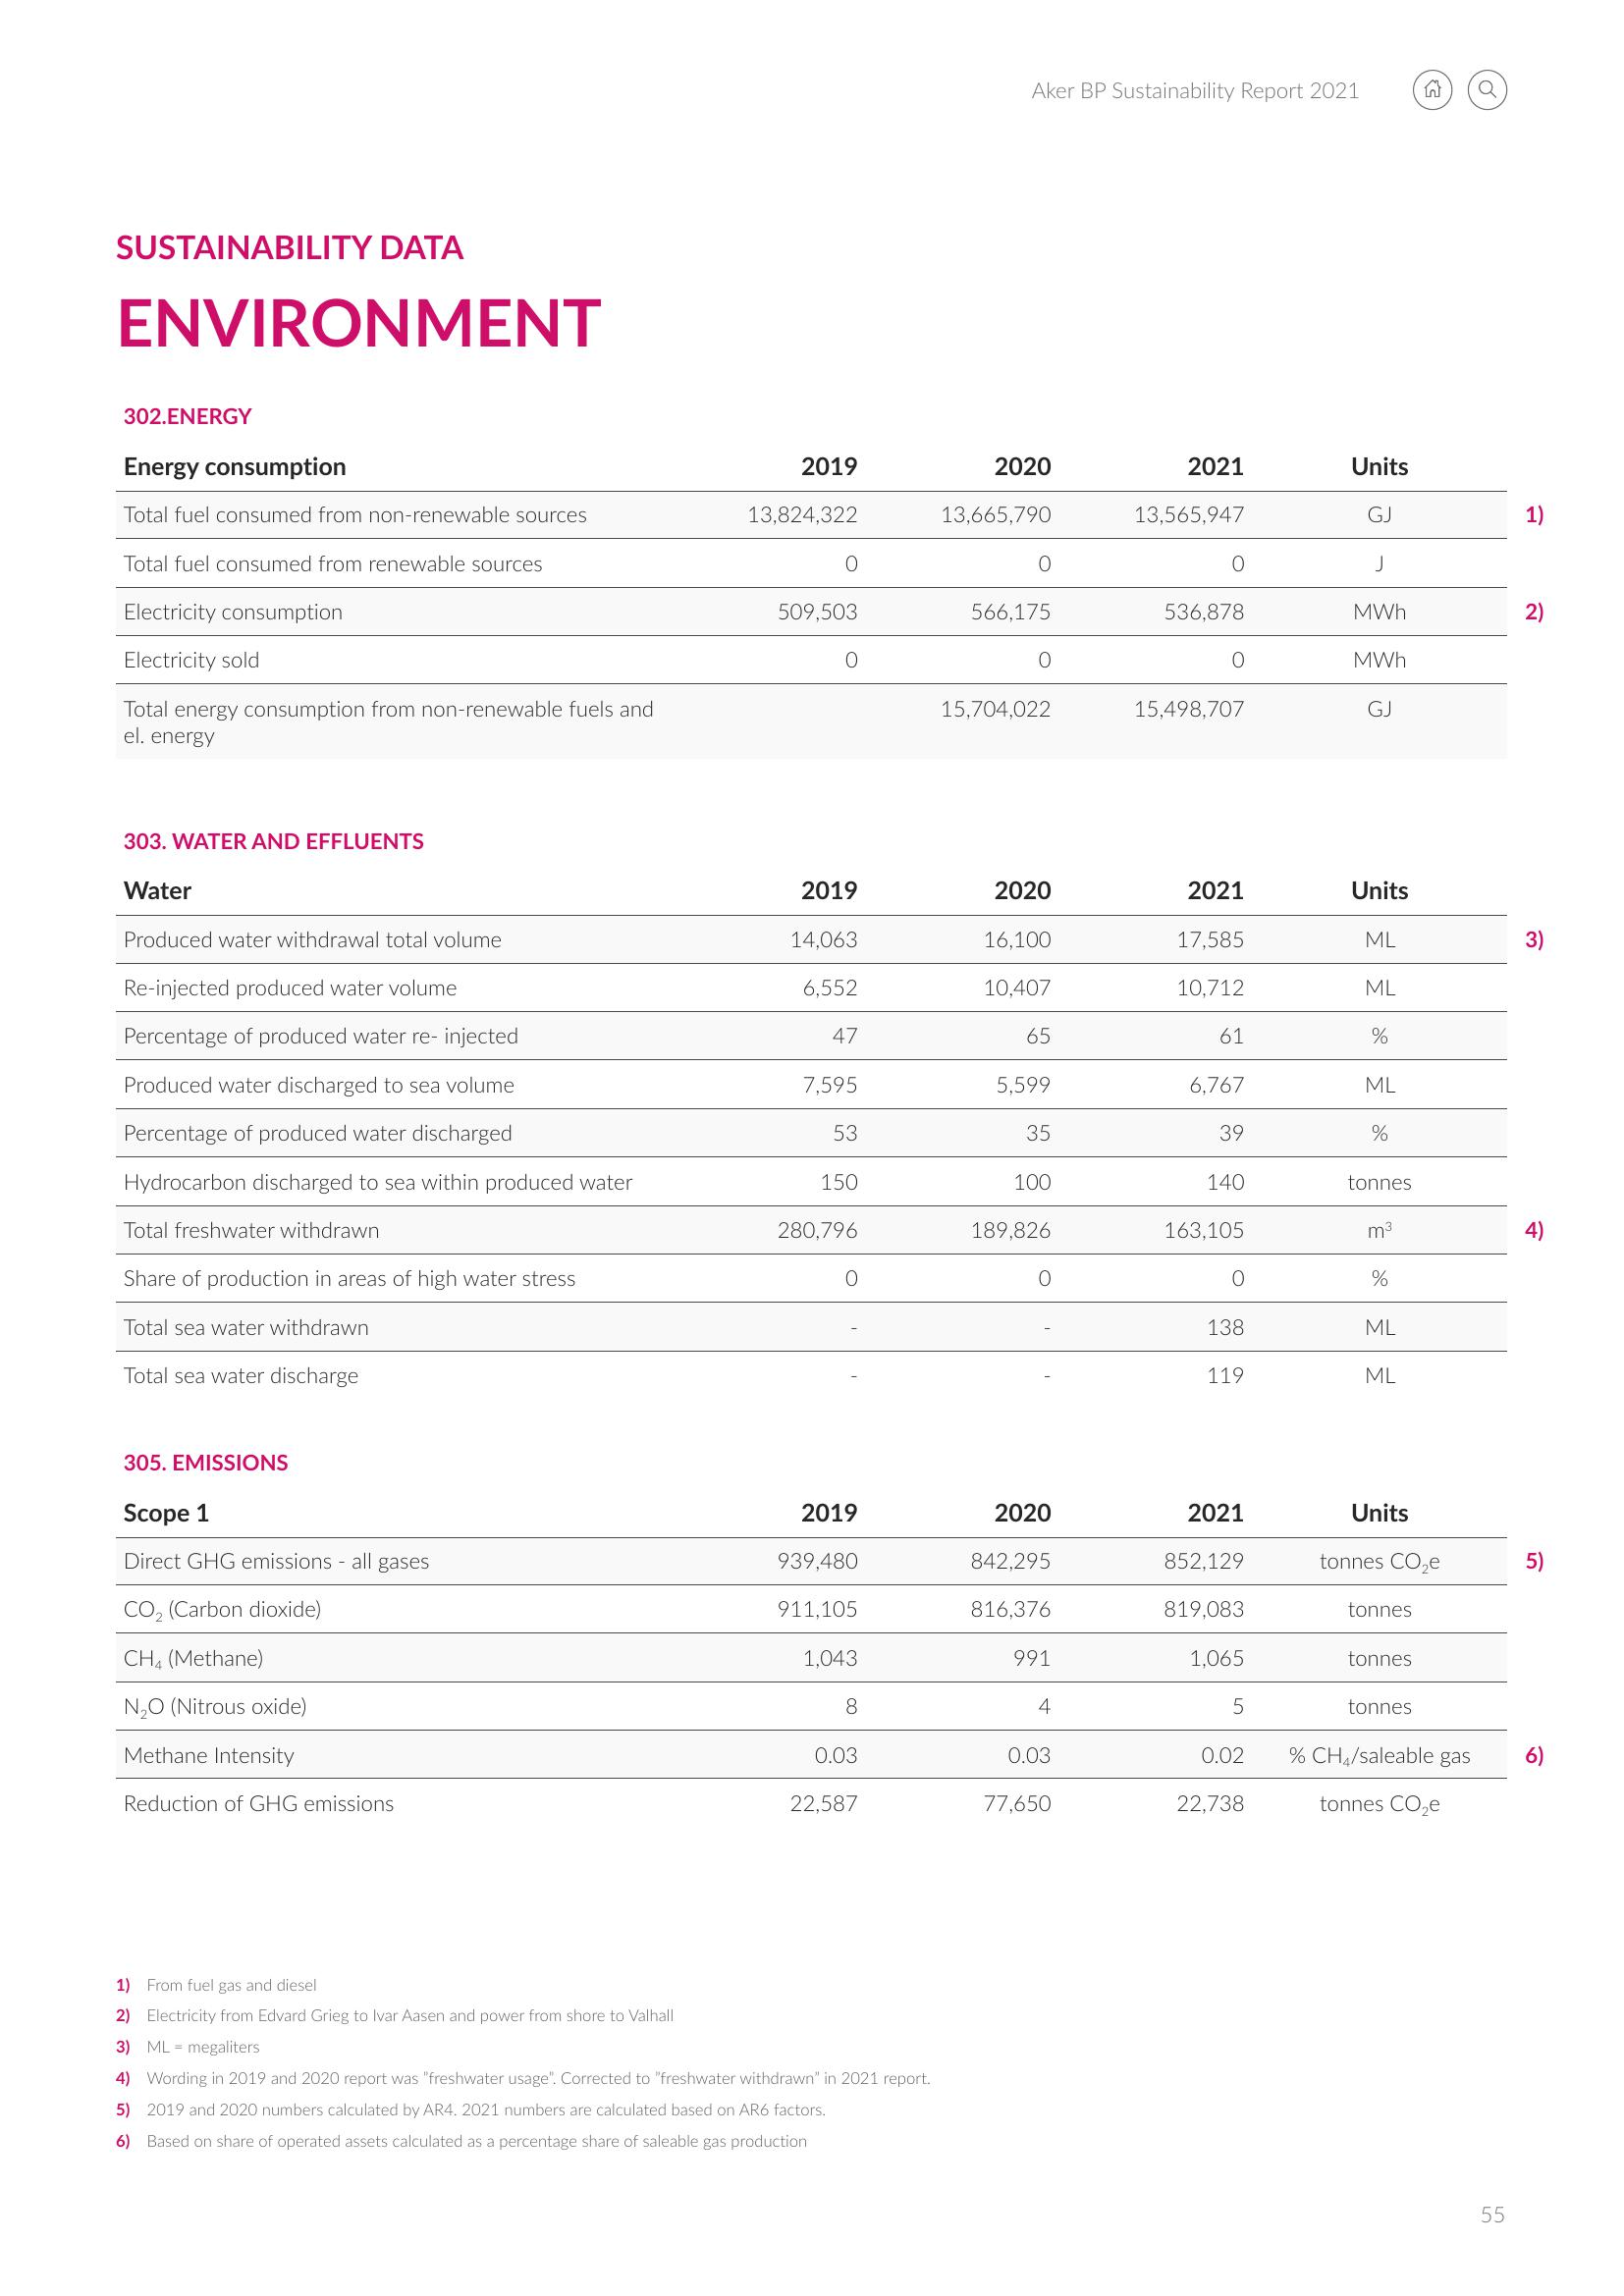 Aker BP Sustainability Report 2021
SUSTAINABILITY DATA
ENVIRONMENT
302.ENERGY
Energy consumption 2019 2020 2021 Units
Total fuel consumed from non-renewable sources 13,824,322 13,665,790 13,565,947 GJ 1)
Total fuel consumed from renewable sources 0 0 0 J
Electricity consumption 509,503 566,175 536,878 MWh 2)
Electricity sold 0 0 0 MWh
Total energy consumption from non-renewable fuels and 15,704,022 15,498,707 GJ
el. energy
303. WATER AND EFFLUENTS
Water 2019 2020 2021 Units
Produced water withdrawal total volume 14,063 16,100 17,585 ML 3)
Re-injected produced water volume 6,552 10,407 10,712 ML
Percentage of produced water re- injected 47 65 61 %
Produced water discharged to sea volume 7,595 5,599 6,767 ML
Percentage of produced water discharged 53 35 39 %
Hydrocarbon discharged to sea within produced water 150 100 140 tonnes
Total freshwater withdrawn 280,796 189,826 163,105 m³ 4)
Share of production in areas of high water stress 0 0 0 %
Total sea water withdrawn - - 138 ML
Total sea water discharge - - 119 ML
305. EMISSIONS
Scope 1 2019 2020 2021 Units
Direct GHG emissions - all gases 939,480 842,295 852,129 tonnes CO₂e 5)
CO₂ (Carbon dioxide) 911,105 816,376 819,083 tonnes
CH₄ (Methane) 1,043 991 1,065 tonnes
N₂O (Nitrous oxide) 8 4 5 tonnes
Methane Intensity 0.03 0.03 0.02 % CH₄/saleable gas 6)
Reduction of GHG emissions 22,587 77,650 22,738 tonnes CO₂e
1) From fuel gas and diesel
2) Electricity from Edvard Grieg to Ivar Aasen and power from shore to Valhall
3) ML = megaliters
4) Wording in 2019 and 2020 report was ”freshwater usage”. Corrected to ”freshwater withdrawn” in 2021 report.
5) 2019 and 2020 numbers calculated by AR4. 2021 numbers are calculated based on AR6 factors.
6) Based on share of operated assets calculated as a percentage share of saleable gas production
55